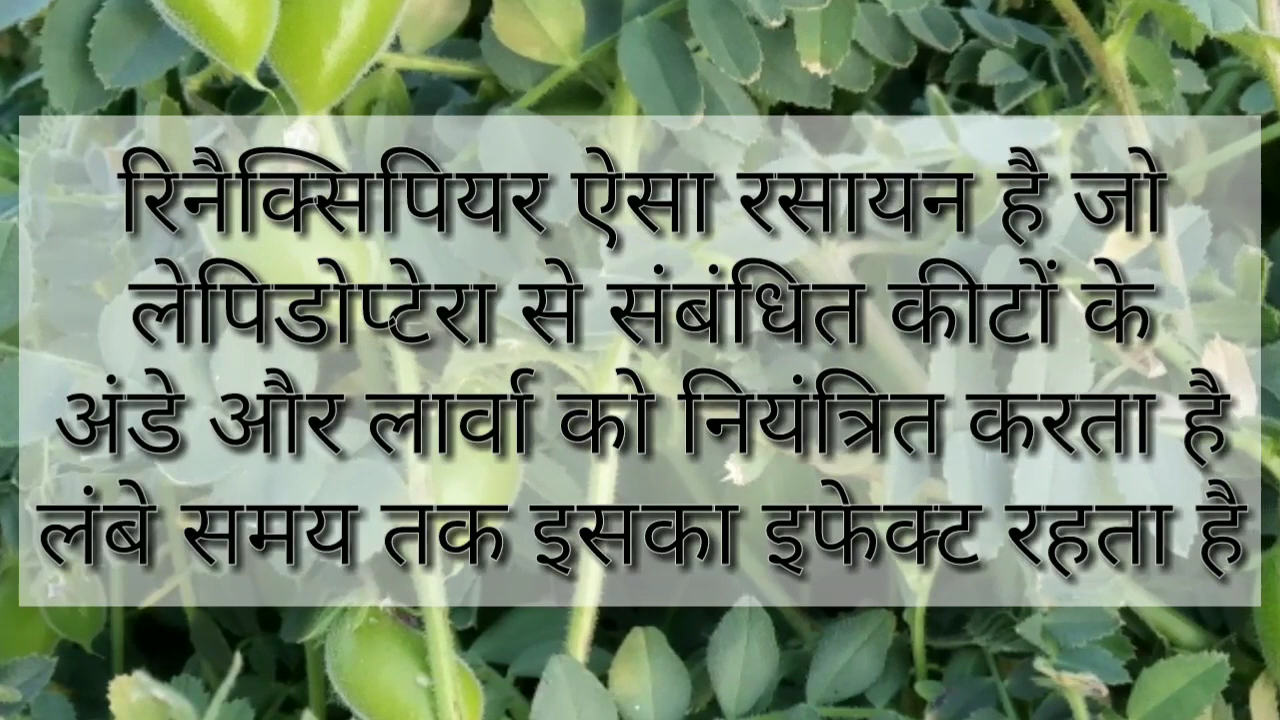 रिनैक्सिपियर ऐसा रसायन है जो
लेपिडोप्टेरा से संबंधित कीटों के
अंडे और लार्वा को नियंत्रित करता है
लंबे समय तक इसका इफेक्ट रहता है